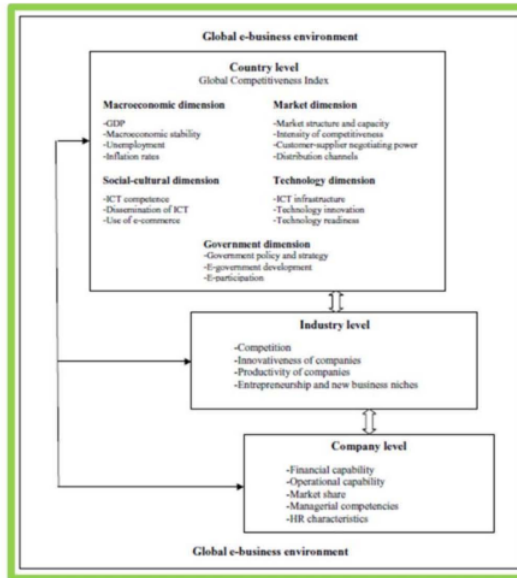 Global e-business environment
Country level
Global Competitiveness Index
Macroeconomic dimension
-GDP
-Macroeconomic stability
-Unemployment
-Inflation rates
Market dimension
-Market structure and capacity
-Intensity of competitiveness
-Customer-supplier negotiating power
-Distribution channels
Social-cultural dimension
-ICT competence
-Dissemination of ICT
-Use of e-commerce
Technology dimension
-ICT infrastructure
-Technology innovation
-Technology readiness
Government dimension
-Government policy and strategy
-E-government development
-E-participation
Industry level
-Competition
-Innovativeness of companies
-Productivity of companies
-Entrepreneurship and new business niches
Company level
-Financial capability
-Operational capability
-Market share
-Managerial competencies
-HR characteristics
Global e-business environment